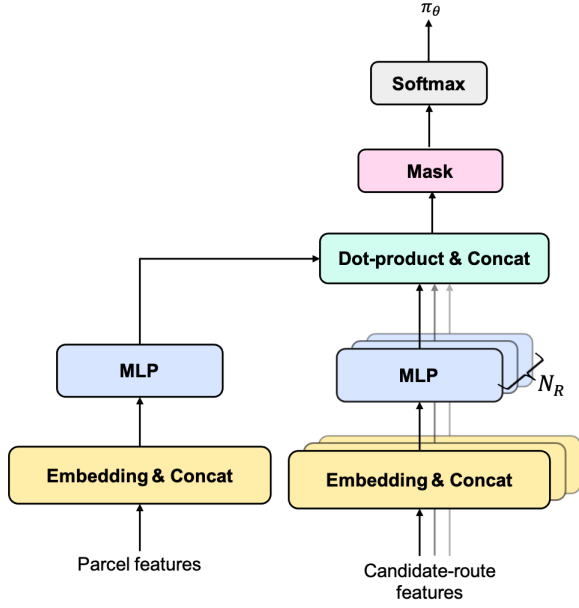 π_θ
Softmax
Mask
Dot-product & Concat
MLP
MLP
N_R
Embedding & Concat
Embedding & Concat
Parcel features
Candidate-route
features